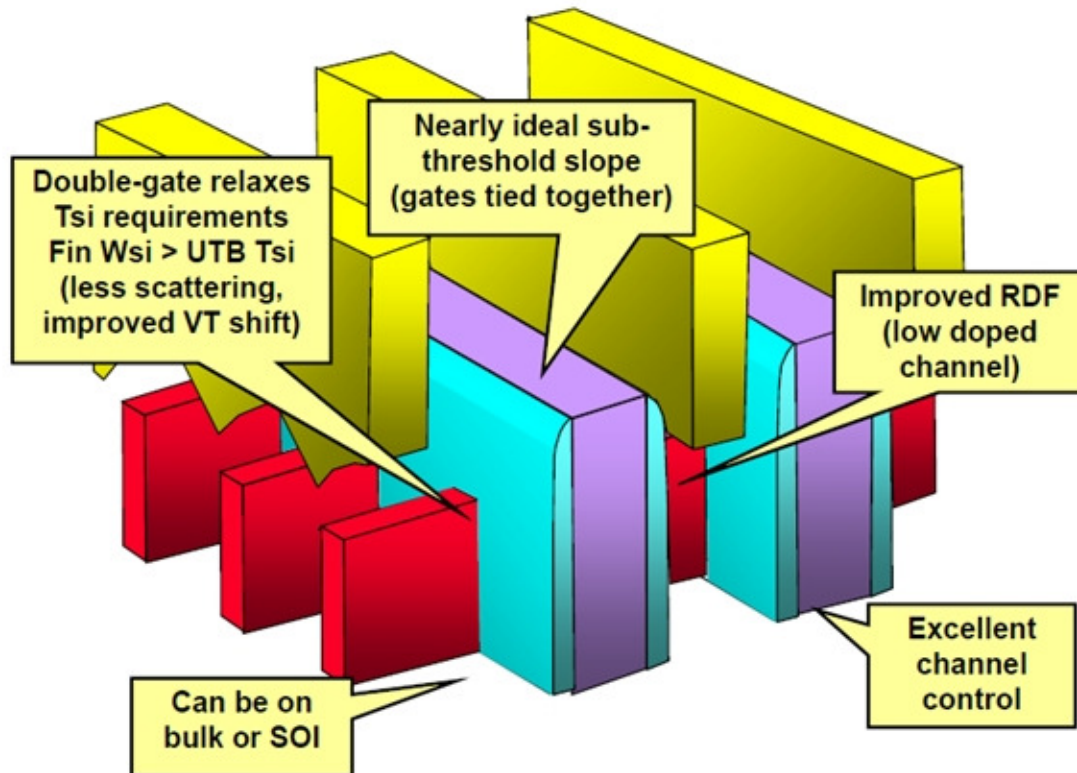 Nearly ideal sub-
threshold slope
(gates tied together)
Double-gate relaxes
Tsi requirements
Fin Wsi > UTB Tsi
(less scattering,
improved VT shift)
Improved RDF
(low doped
channel)
Excellent
channel
control
Can be on
bulk or SOI